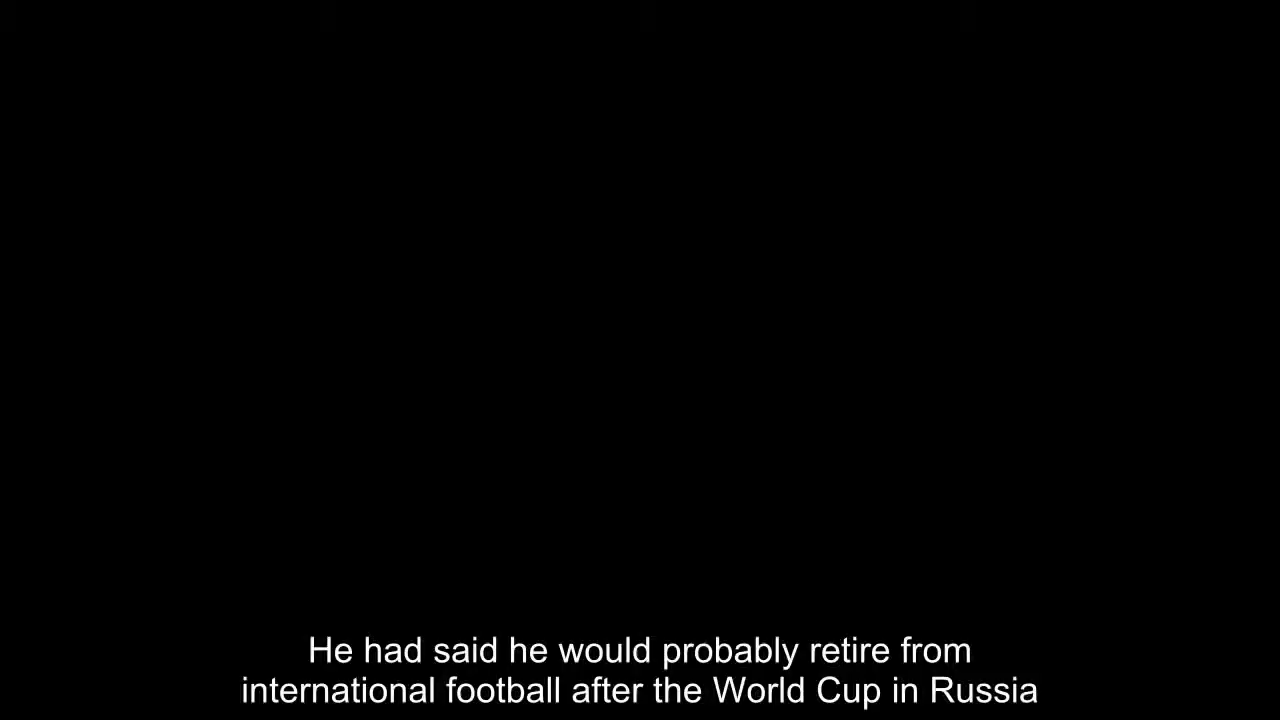 He had said he would probably retire from
international football after the World Cup in Russia